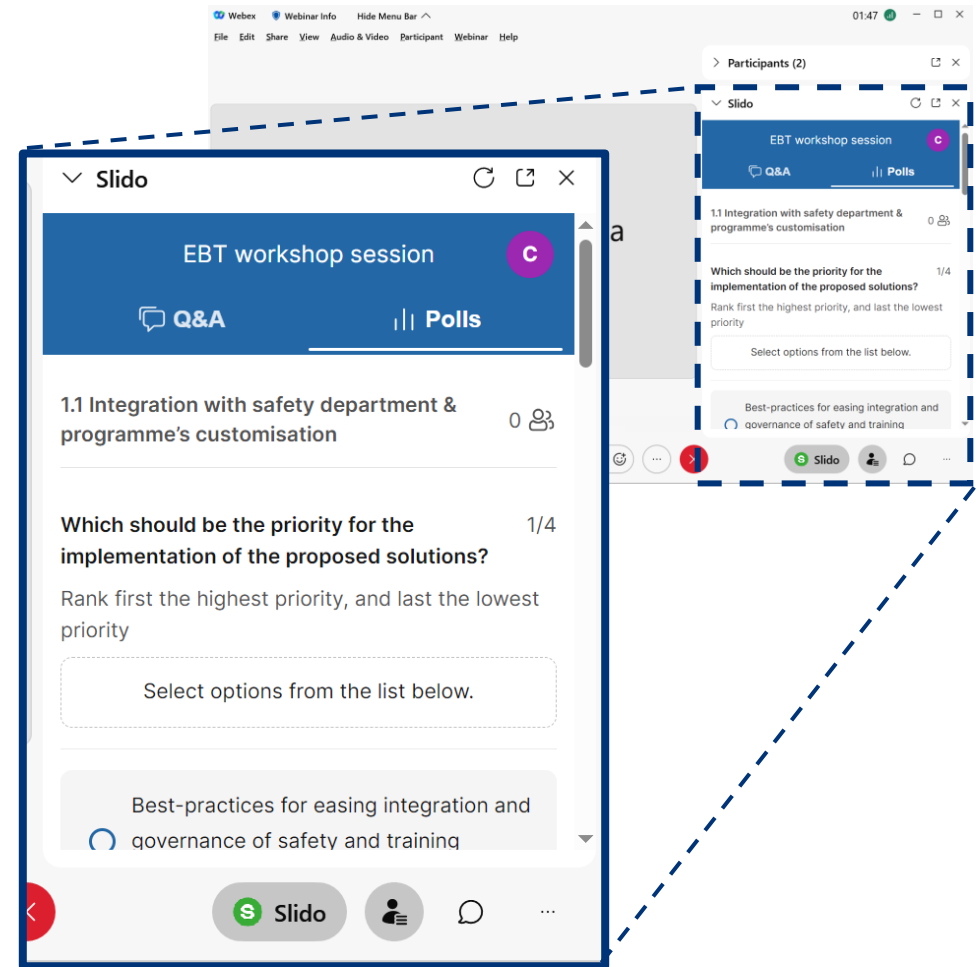 Webex Webinar Info Hide Menu Bar 01:47
File Edit Share View Audio & Video Participant Webinar Help
Participants (2)
Slido
EBT workshop session C
Q&A Polls
1.1 Integration with safety department & 0
programme's customisation
Which should be the priority for the 1/4
implementation of the proposed solutions?
Rank first the highest priority, and last the lowest
priority
Select options from the list below.
Best-practices for easing integration and
governance of safety and training
S Slido
a
Slido
EBT workshop session C
Q&A Polls
1.1 Integration with safety department & 0
programme's customisation
Which should be the priority for the 1/4
implementation of the proposed solutions?
Rank first the highest priority, and last the lowest
priority
Select options from the list below.
Best-practices for easing integration and
governance of safety and training
S Slido